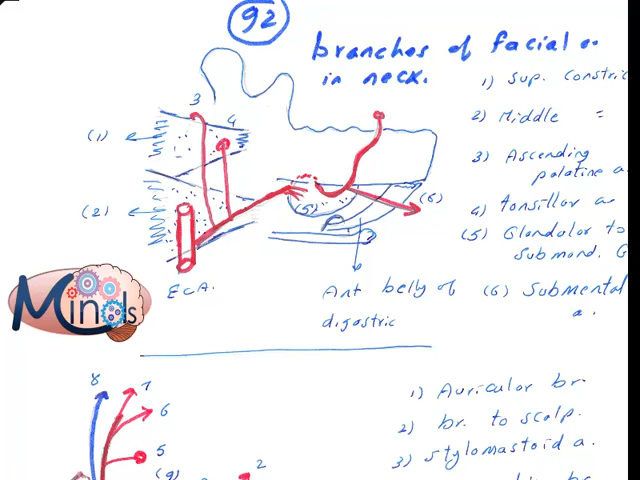 92
branches of facial a.
in neck.
1) Sup. Constric
2) Middle =
3) Ascending
palatine a
4) Tonsillar a
(5) Glandular to
Submand. G
(6) Submental
a.
3
4
(1)
(2)
(5)
(6)
ECA.
Ant belly of
digastric
Minds
8
7
6
5
(9)
2
1) Auricular br.
2) br. to scalp.
3) Stylomastoid a.
br.